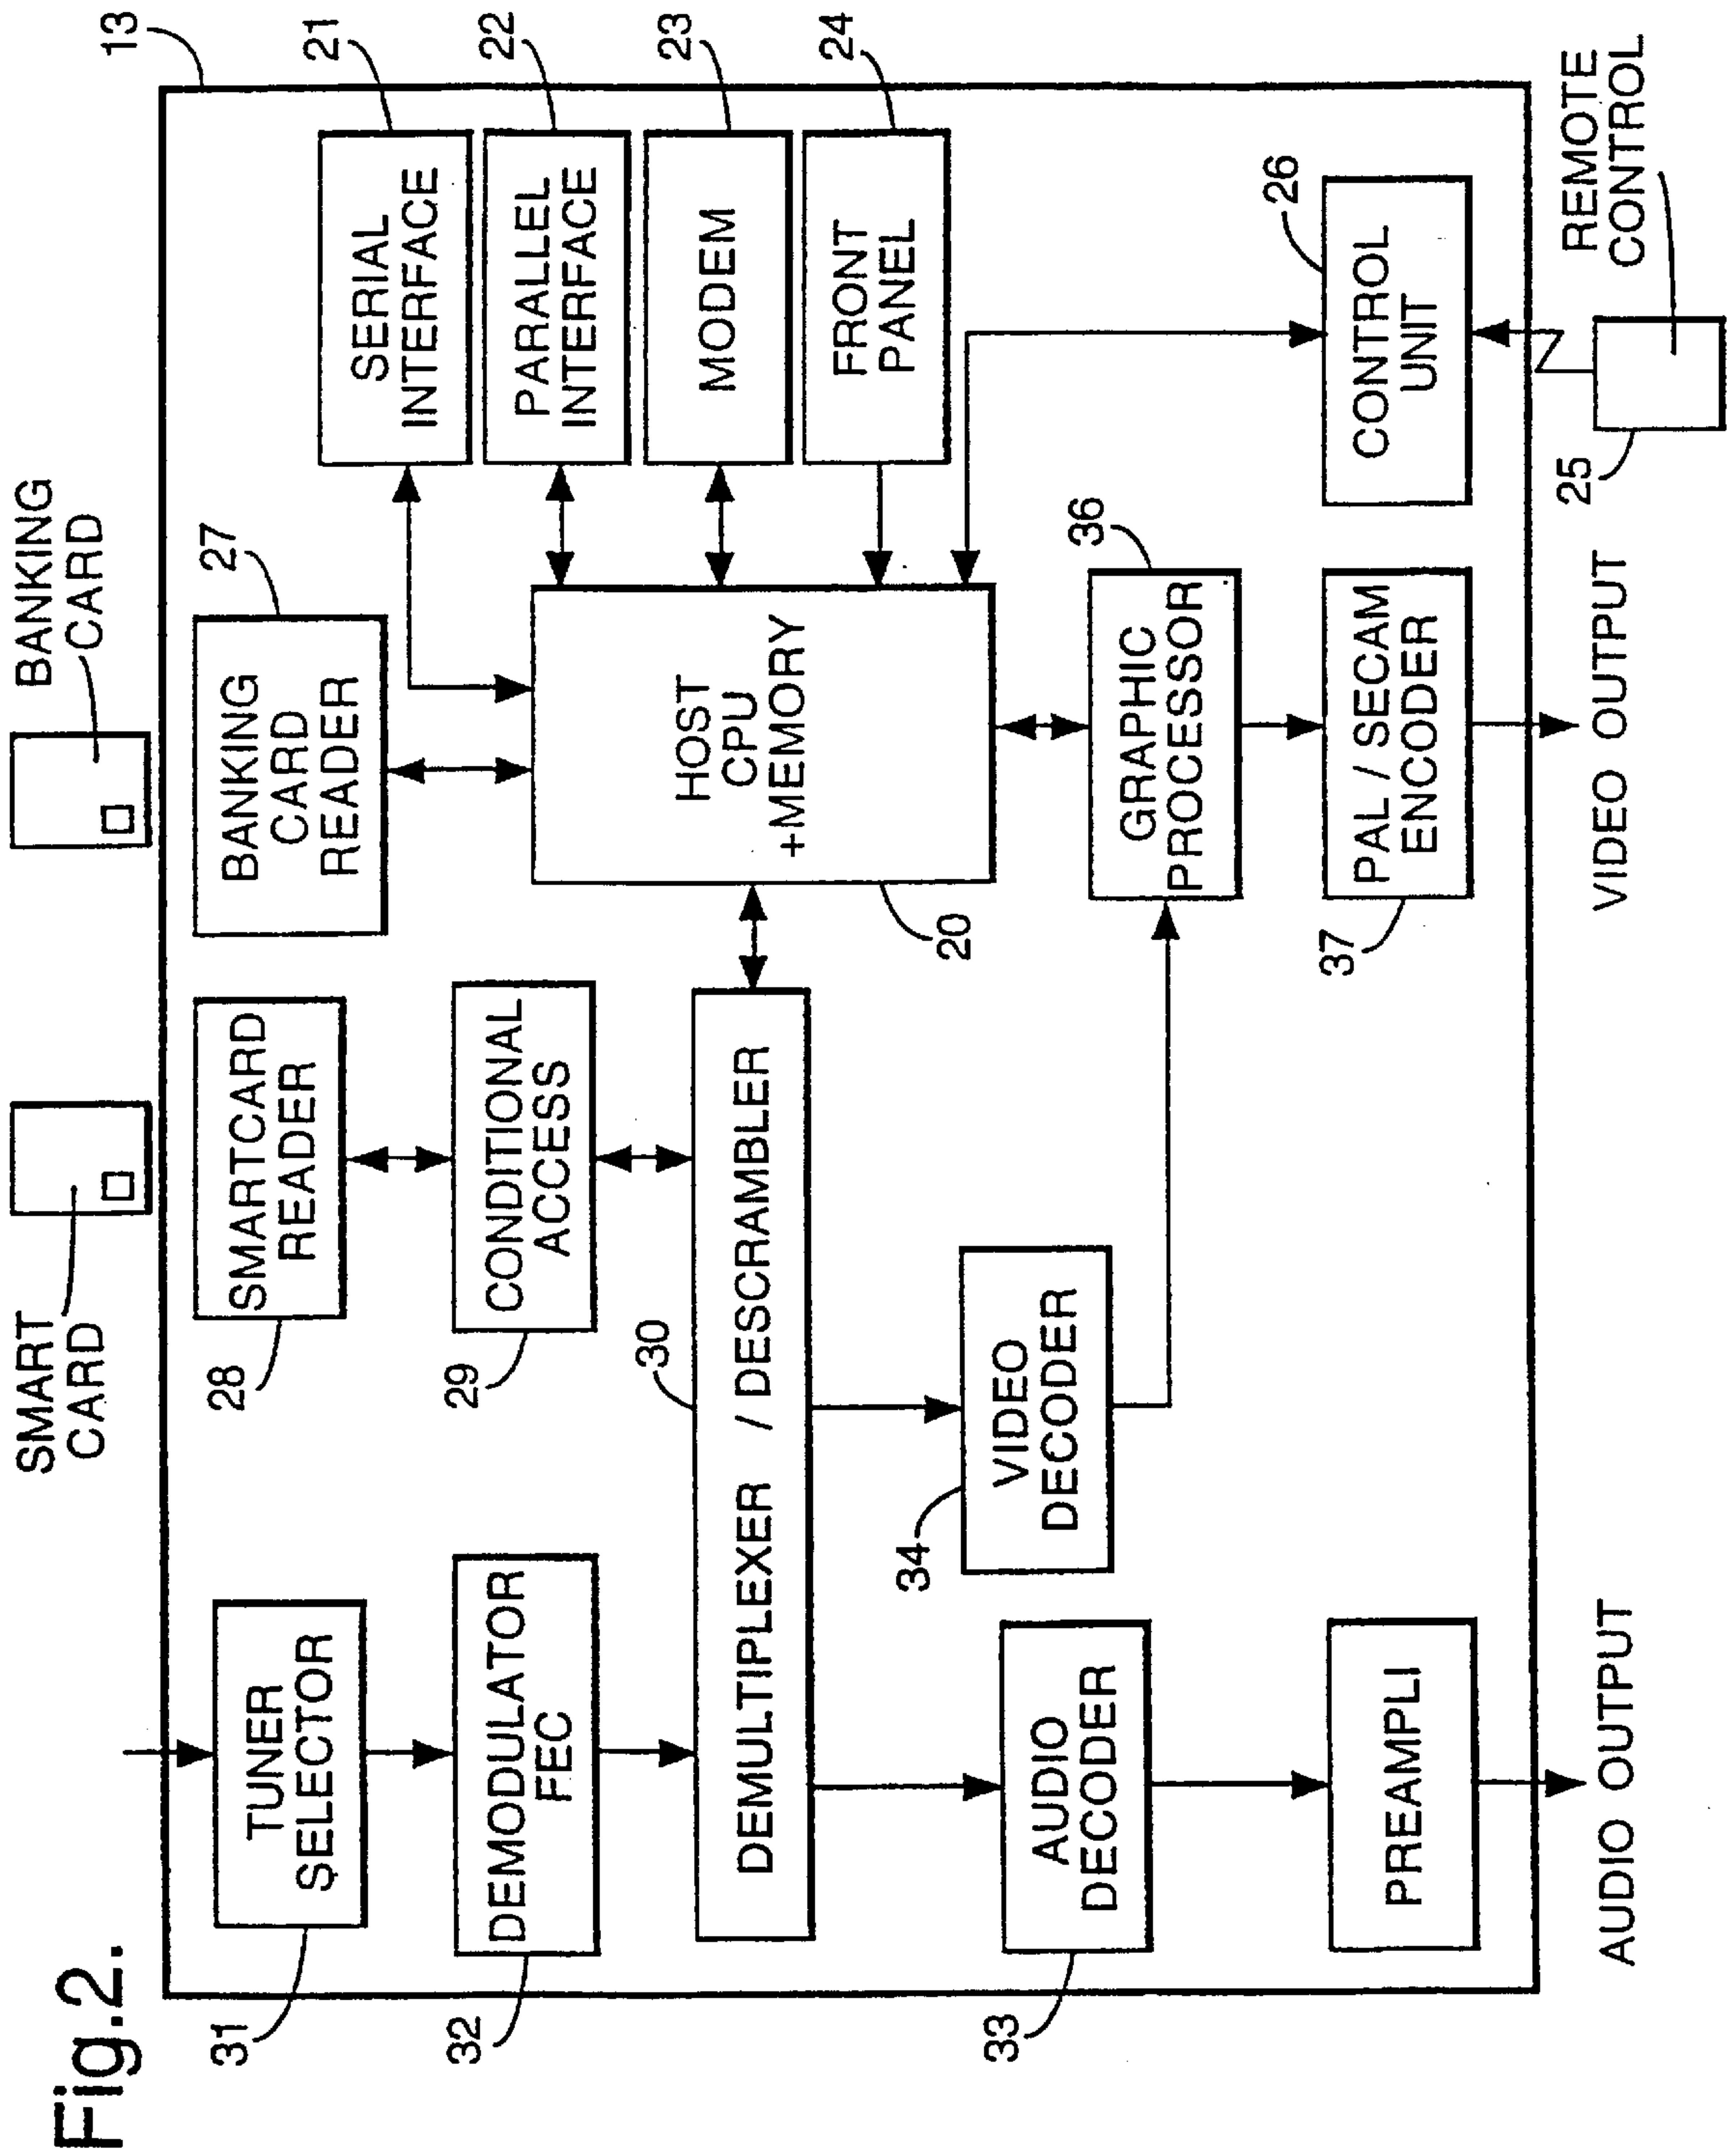 Fig.2.
SMART
CARD
BANKING
CARD
13
31
TUNER
SELECTOR
28
SMARTCARD
READER
27
BANKING
CARD
READER
21
SERIAL
INTERFACE
22
PARALLEL
INTERFACE
23
MODEM
24
FRONT
PANEL
32
DEMODULATOR
FEC
29
CONDITIONAL
ACCESS
30
DEMULTIPLEXER / DESCRAMBLER
HOST
CPU
+MEMORY
20
33
AUDIO
DECODER
34
VIDEO
DECODER
36
GRAPHIC
PROCESSOR
26
CONTROL
UNIT
PREAMPLI
37
PAL / SECAM
ENCODER
25
REMOTE
CONTROL
AUDIO OUTPUT
VIDEO OUTPUT